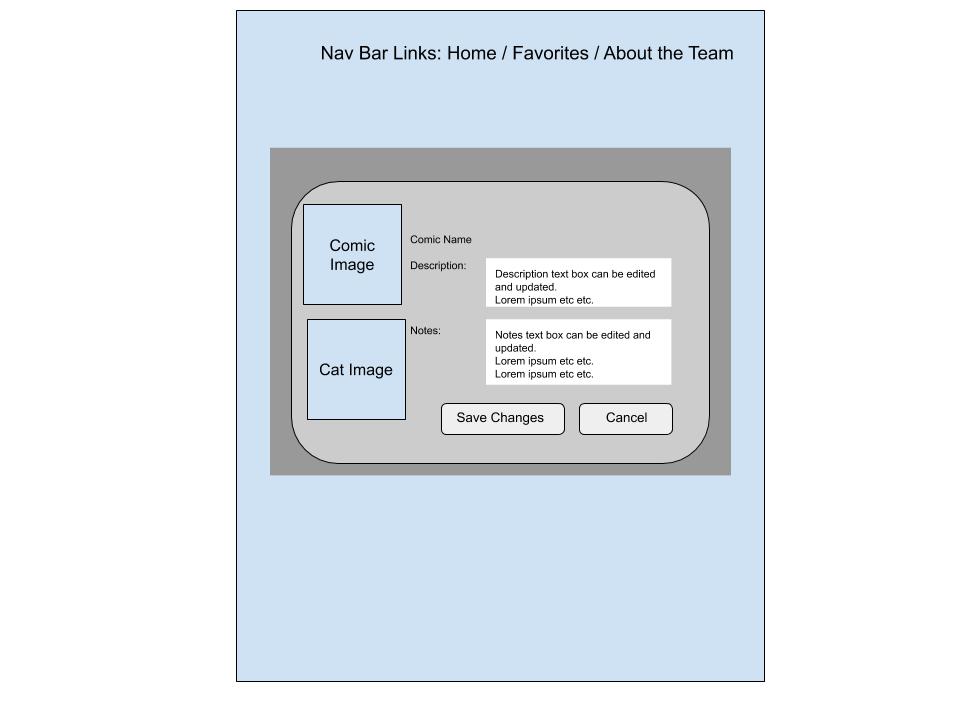 Nav Bar Links: Home / Favorites / About the Team
Comic
Image
Comic Name
Description:
Description text box can be edited
and updated.
Lorem ipsum etc etc.
Cat Image
Notes:
Notes text box can be edited and
updated.
Lorem ipsum etc etc.
Lorem ipsum etc etc.
Save Changes
Cancel